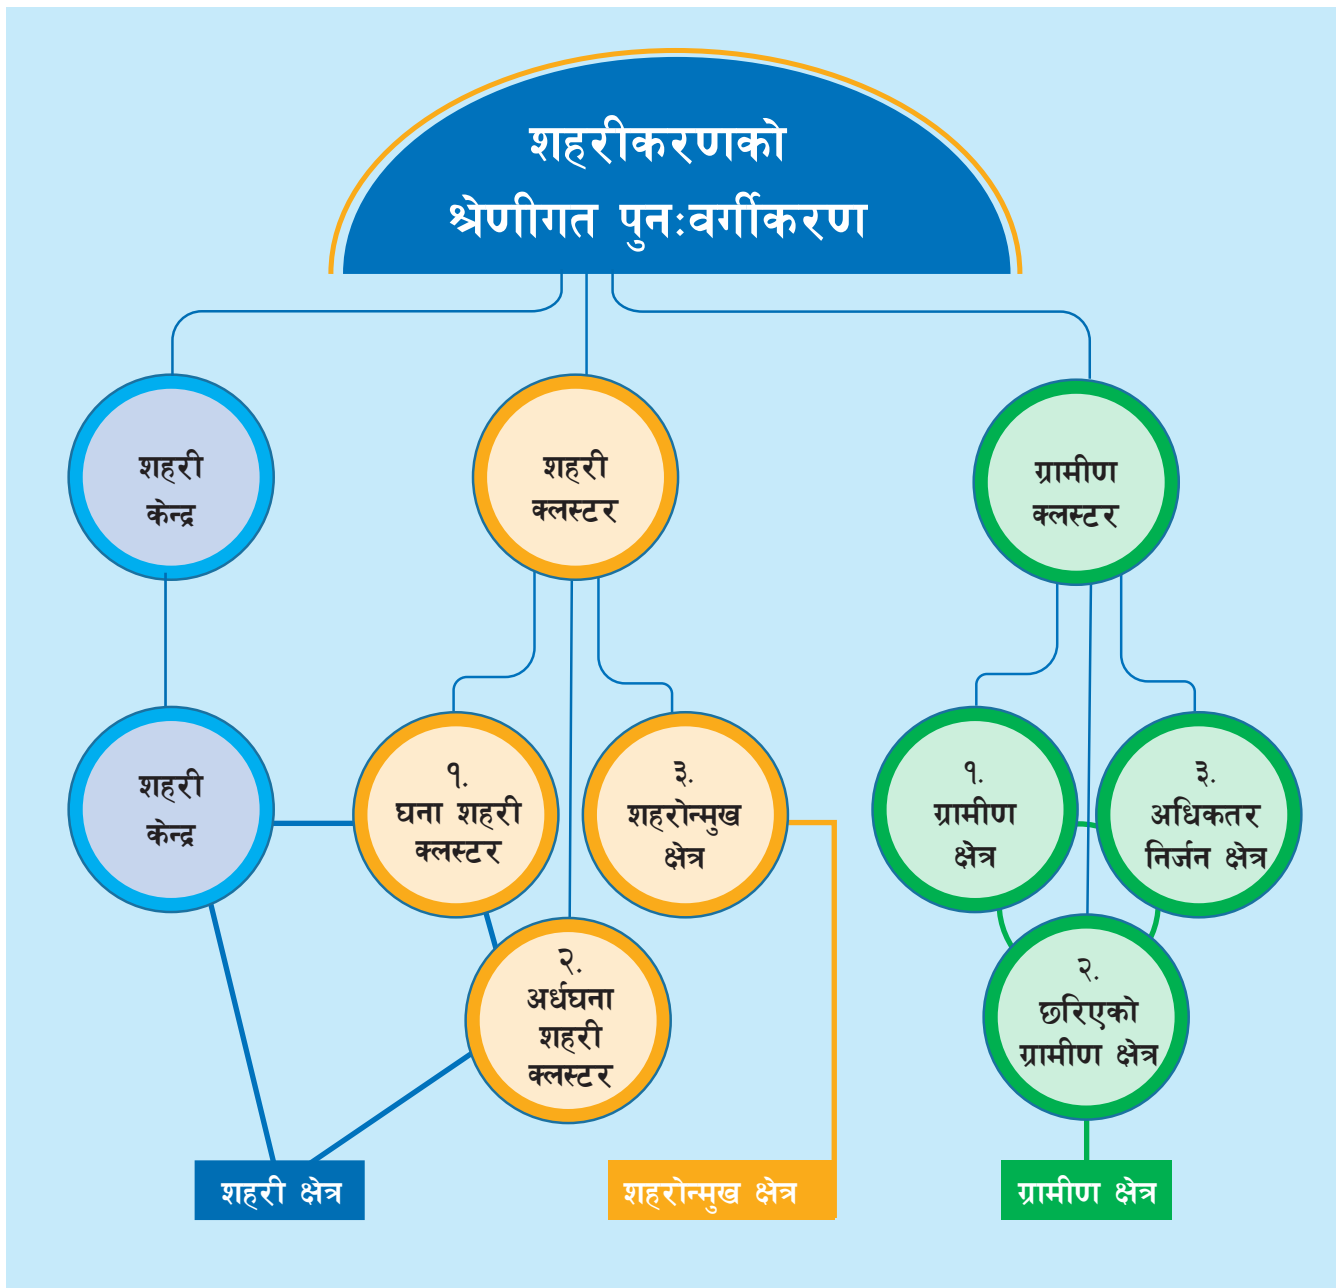 शहरीकरणको
श्रेणीगत पुनःवर्गीकरण
शहरी
केन्द्र
शहरी
क्लस्टर
ग्रामीण
क्लस्टर
शहरी
केन्द्र
१.
घना शहरी
क्लस्टर
२.
अर्धघना
शहरी
क्लस्टर
३.
शहरोन्मुख
क्षेत्र
१.
ग्रामीण
क्षेत्र
२.
छरिएको
ग्रामीण क्षेत्र
३.
अधिकतर
निर्जन क्षेत्र
शहरी क्षेत्र
शहरोन्मुख क्षेत्र
ग्रामीण क्षेत्र